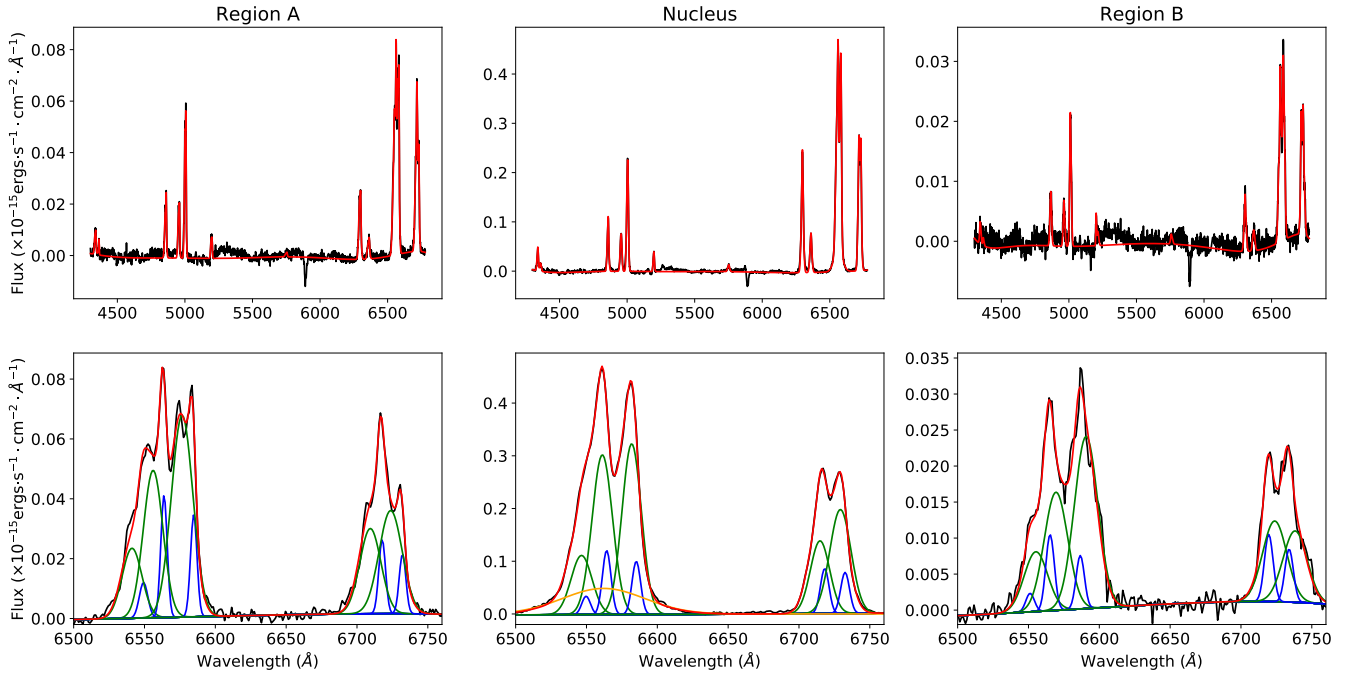 Region A
Nucleus
Region B
Flux (×10⁻¹⁵ergs·s⁻¹·cm⁻²·Å⁻¹)
0.08
0.06
0.04
0.02
0.00
4500 5000 5500 6000 6500
0.4
0.3
0.2
0.1
0.0
4500 5000 5500 6000 6500
0.03
0.02
0.01
0.00
4500 5000 5500 6000 6500
Flux (×10⁻¹⁵ergs·s⁻¹·cm⁻²·Å⁻¹)
0.08
0.06
0.04
0.02
0.00
6500 6550 6600 6650 6700 6750
Wavelength (Å)
0.4
0.3
0.2
0.1
0.0
6500 6550 6600 6650 6700 6750
Wavelength (Å)
0.035
0.030
0.025
0.020
0.015
0.010
0.005
0.000
6500 6550 6600 6650 6700 6750
Wavelength (Å)